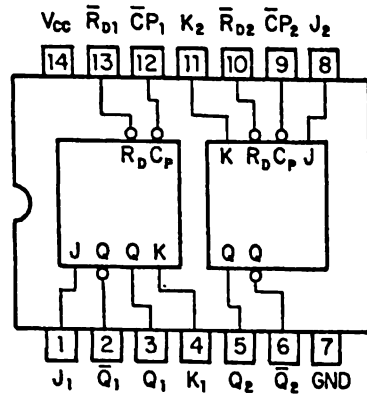 Vcc R̅D1 C̅P1 K2 R̅D2 C̅P2 J2
14 13 12 11 10 9 8
RD CP K RD CP J
J Q Q K Q Q
1 2 3 4 5 6 7
J1 Q̅1 Q1 K1 Q2 Q̅2 GND